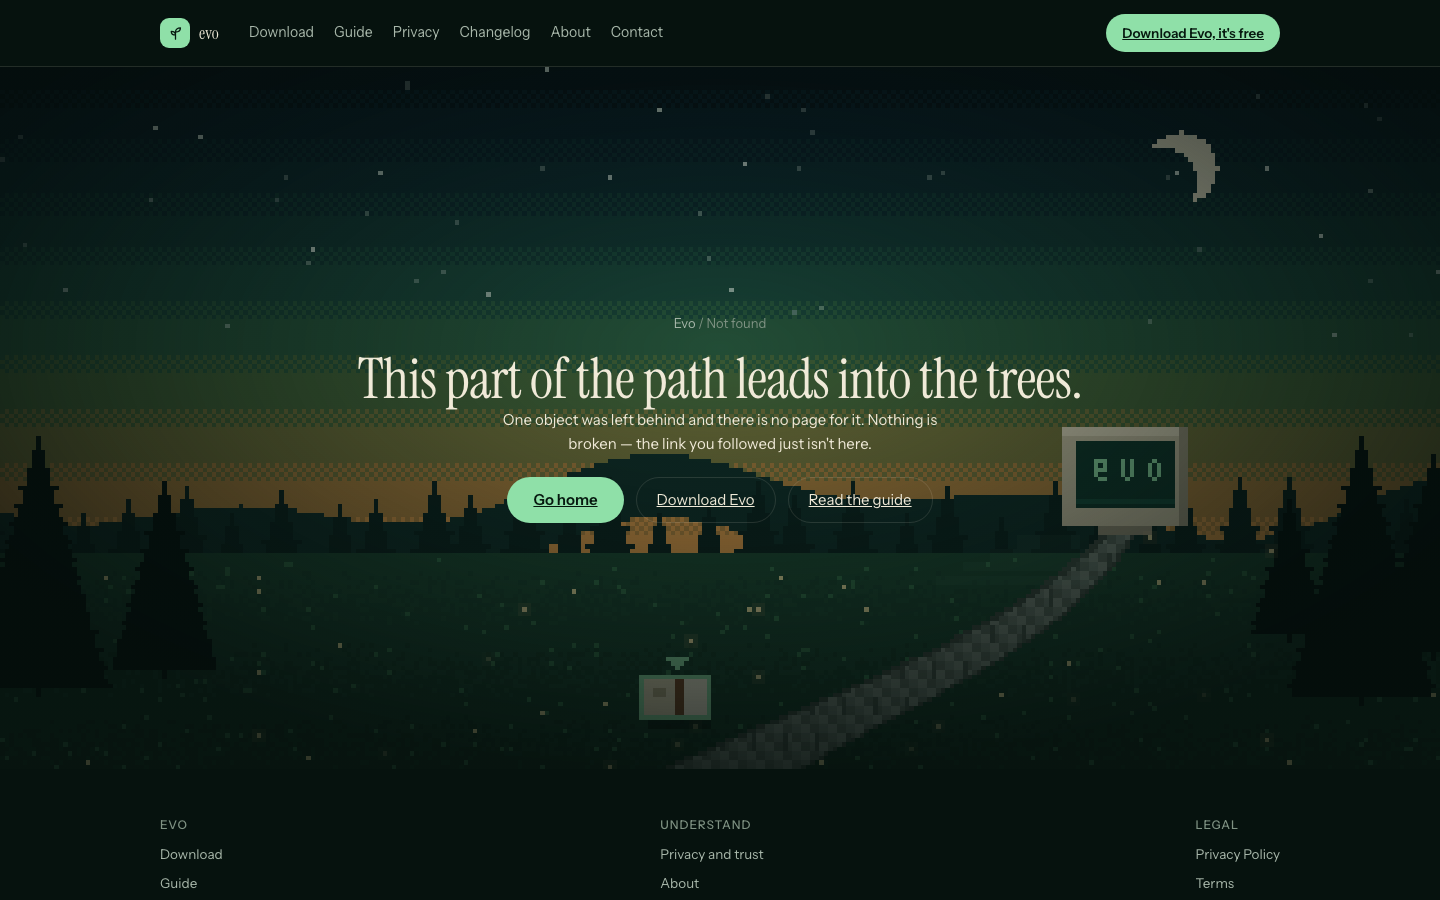 evo
Download
Guide
Privacy
Changelog
About
Contact
Download Evo, it's free
Evo / Not found
This part of the path leads into the trees.
One object was left behind and there is no page for it. Nothing is
broken — the link you followed just isn't here.
Go home
Download Evo
Read the guide
evo
EVO
Download
Guide
UNDERSTAND
Privacy and trust
About
LEGAL
Privacy Policy
Terms